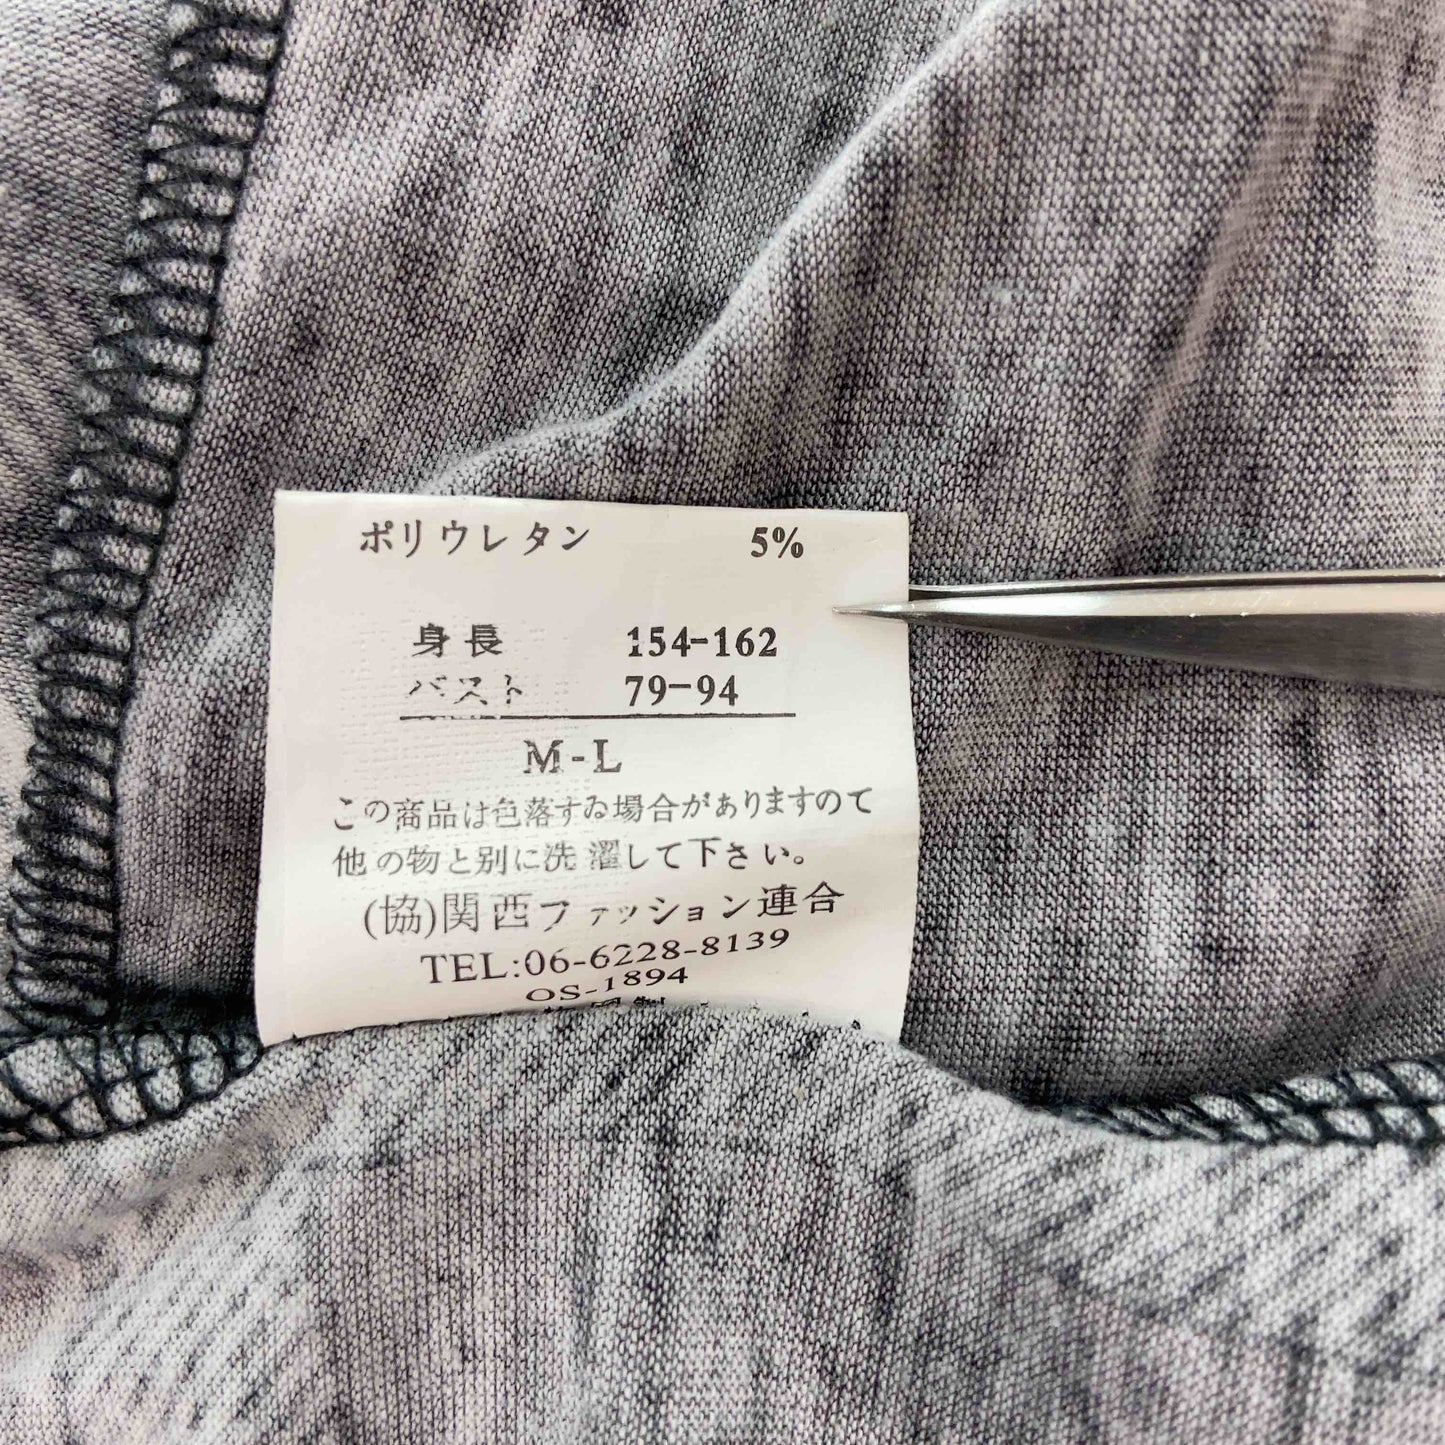 ポリウレタン 5%
身長 154-162
バスト 79-94
M-L
この商品は色落する場合がありますので
他の物と別に洗濯して下さい。
(協)関西ファッション連合
TEL:06-6228-8139
OS-1894
国製